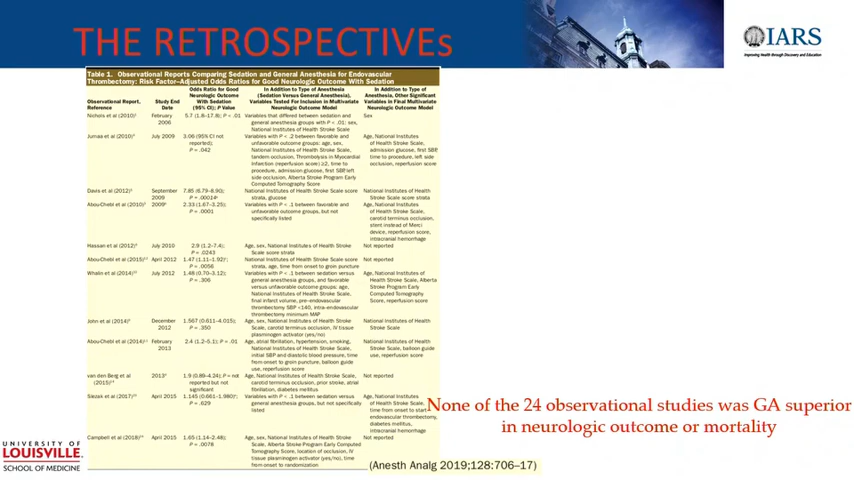 THE RETROSPECTIVEs
IARS
Improving Health through Discovery and Education
Table 1. Observational Reports Comparing Sedation and General Anesthesia for Endovascular
Thrombectomy: Risk Factor–Adjusted Odds Ratios for Good Neurologic Outcome With Sedation
Observational Report,
Reference
Study End
Date
Odds Ratio for Good
Neurologic Outcome
With Sedation
(95% CI); P Value
In Addition to Type of Anesthesia
(Sedation Versus General Anesthesia),
Variables Tested For Inclusion in Multivariate
Neurologic Outcome Model
In Addition to Type of
Anesthesia, Other Significant
Variables in Final Multivariate
Neurologic Outcome Model
Nichols et al (2010)
February
2006
5.7 (1.8–17.8); P < .01
Variables that differed between sedation and
general anesthesia groups with P < .01: sex,
National Institutes of Health Stroke Scale
Sex
Jumaa et al (2010)
July 2009
3.06 (95% CI not
reported);
P = .042
Variables with P < .2 between favorable and
unfavorable outcome groups: age, sex,
National Institutes of Health Stroke Scale,
tandem occlusion, Thrombolysis in Myocardial
Infarction (reperfusion score) ≥2, time to
procedure, admission glucose, first SBP, left
side occlusion, Alberta Stroke Program Early
Computed Tomography Score
Age, National Institutes
of Health Stroke Scale,
admission glucose, first SBP,
time to procedure, left side
occlusion, reperfusion score
Davis et al (2012)
September
2009
7.85 (6.79–8.90);
P = .00014
National Institutes of Health Stroke Scale score
strata, glucose
National Institutes of Health
Stroke Scale score strata
Abou-Chebl et al (2010)
2009
2.33 (1.67–3.25);
P = .0001
Variables with P < .1 between favorable and
unfavorable outcome groups, but not
specifically listed
Age, National Institutes
of Health Stroke Scale,
carotid terminus occlusion,
stent instead of Merci
device, reperfusion score,
intracranial hemorrhage
Hassan et al (2012)
July 2010
2.9 (1.2–7.4);
P = .0243
Age, sex, National Institutes of Health Stroke
Scale score strata
Not reported
Abou-Chebl et al (2015)
April 2012
1.47 (1.11–1.92);
P = .0056
National Institutes of Health Stroke Scale score
strata, age, time from onset to groin puncture
Not reported
Whalin et al (2014)
July 2012
1.48 (0.70–3.12);
P = .306
Variables with P < .1 between sedation versus
general anesthesia groups, and favorable
versus unfavorable outcome groups: age,
National Institutes of Health Stroke Scale,
final infarct volume, pre–endovascular
thrombectomy SBP <140, intra-endovascular
thrombectomy minimum MAP
Age, National Institutes of
Health Stroke Scale, Alberta
Stroke Program Early
Computed Tomography
Score, reperfusion score
John et al (2014)
December
2012
1.567 (0.611–4.015);
P = .350
Age, sex, National Institutes of Health Stroke
Scale, carotid terminus occlusion, IV tissue
plasminogen activator (yes/no)
National Institutes of Health
Stroke Scale
Abou-Chebl et al (2014)
February
2013
2.4 (1.2–5.1); P = .01
Age, atrial fibrillation, hypertension, smoking,
National Institutes of Health Stroke Scale,
initial SBP and diastolic blood pressure, time
from onset to groin puncture, balloon guide
use, reperfusion score
Age, National Institutes of
Health Stroke Scale, balloon guide
use, reperfusion score
van den Berg et al
(2015)
2013
1.9 (0.89–4.24); P = not
reported but not
significant
Age, National Institutes of Health Stroke Scale,
carotid terminus occlusion, prior stroke, atrial
fibrillation, diabetes mellitus
Not reported
Slezak et al (2017)
April 2015
1.145 (0.661–1.980);
P = .629
Variables with P < .1 between sedation versus
general anesthesia groups, but not specifically
listed
Age, National Institutes
of Health Stroke Scale,
time from onset to start
endovascular thrombectomy,
diabetes mellitus,
intracranial hemorrhage
Campbell et al (2018)
April 2015
1.65 (1.14–2.48);
P = .0078
Age, sex, National Institutes of Health Stroke
Scale, Alberta Stroke Program Early Computed
Tomography Score, location of occlusion, IV
tissue plasminogen activator (yes/no), time
from onset to randomization
Not reported
None of the 24 observational studies was GA superior
in neurologic outcome or mortality
UNIVERSITY OF
LOUISVILLE.
SCHOOL OF MEDICINE
(Anesth Analg 2019;128:706–17)